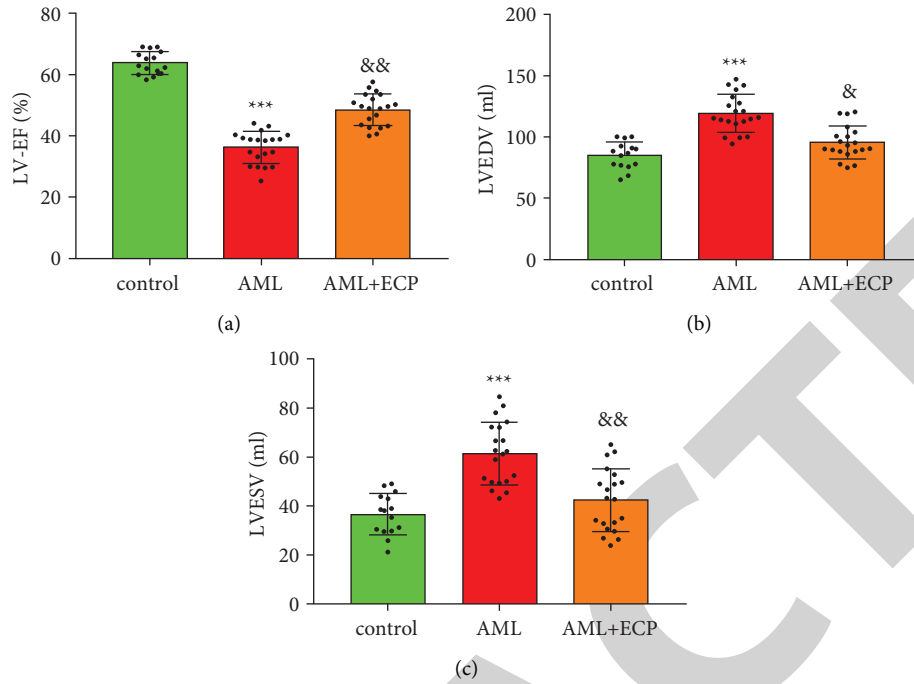 80
60
40
20
0
LV-EF (%)
***
&&
control AML AML+ECP
(a)
200
150
100
50
0
LVEDV (ml)
***
&
control AML AML+ECP
(b)
100
80
60
40
20
0
LVESV (ml)
***
&&
control AML AML+ECP
(c)